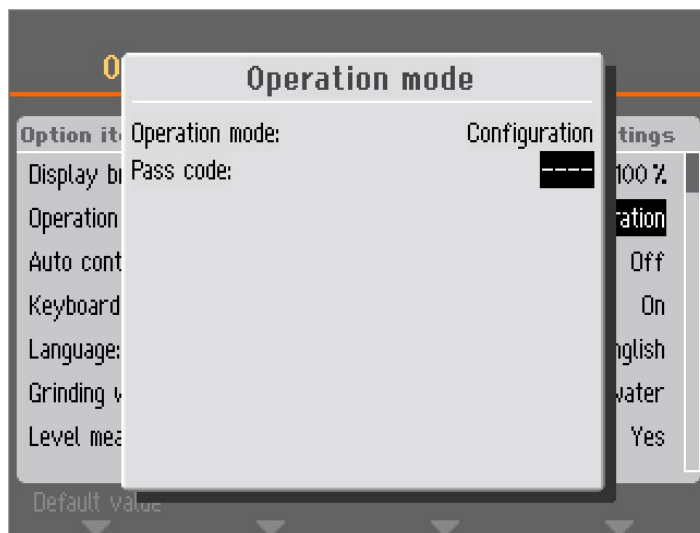 O
Operation mode
Option it
tings
Operation mode: Configuration
Pass code: ----
Display b
100 %
Operation
ration
Auto cont
Off
Keyboard
On
Language:
nglish
Grinding
water
Level mea
Yes
Default value